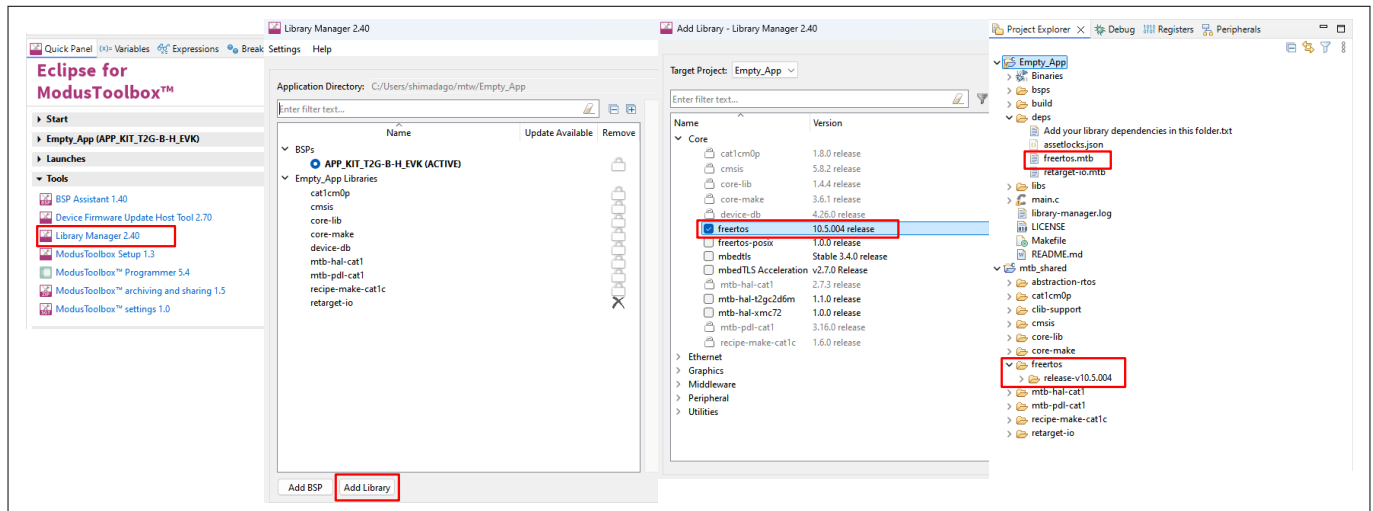 Quick Panel (x)= Variables Expressions Break
Eclipse for
ModusToolbox™
Start
Empty_App (APP_KIT_T2G-B-H_EVK)
Launches
Tools
BSP Assistant 1.40
Device Firmware Update Host Tool 2.70
Library Manager 2.40
ModusToolbox Setup 1.3
ModusToolbox™ Programmer 5.4
ModusToolbox™ archiving and sharing 1.5
ModusToolbox™ settings 1.0
Library Manager 2.40
Settings Help
Application Directory: C:/Users/shimadago/mtw/Empty_App
Enter filter text...
Name Update Available Remove
BSPs
APP_KIT_T2G-B-H_EVK (ACTIVE)
Empty_App Libraries
cat1cm0p
cmsis
core-lib
core-make
device-db
mtb-hal-cat1
mtb-pdl-cat1
recipe-make-cat1c
retarget-io
Add BSP Add Library
Add Library - Library Manager 2.40
Target Project: Empty_App
Enter filter text...
Name Version
Core
cat1cm0p 1.8.0 release
cmsis 5.8.2 release
core-lib 1.4.4 release
core-make 3.6.1 release
device-db 4.26.0 release
freertos 10.5.004 release
freertos-posix 1.0.0 release
mbedtls Stable 3.4.0 release
mbedTLS Acceleration v2.7.0 Release
mtb-hal-cat1 2.7.3 release
mtb-hal-t2gc2d6m 1.1.0 release
mtb-hal-xmc72 1.0.0 release
mtb-pdl-cat1 3.16.0 release
recipe-make-cat1c 1.6.0 release
Ethernet
Graphics
Middleware
Peripheral
Utilities
Project Explorer Debug Registers Peripherals
Empty_App
Binaries
bsps
build
deps
Add your library dependencies in this folder.txt
assetlocks.json
freertos.mtb
retarget-io.mtb
libs
main.c
library-manager.log
LICENSE
Makefile
README.md
mtb_shared
abstraction-rtos
cat1cm0p
clib-support
cmsis
core-lib
core-make
freertos
release-v10.5.004
mtb-hal-cat1
mtb-pdl-cat1
recipe-make-cat1c
retarget-io